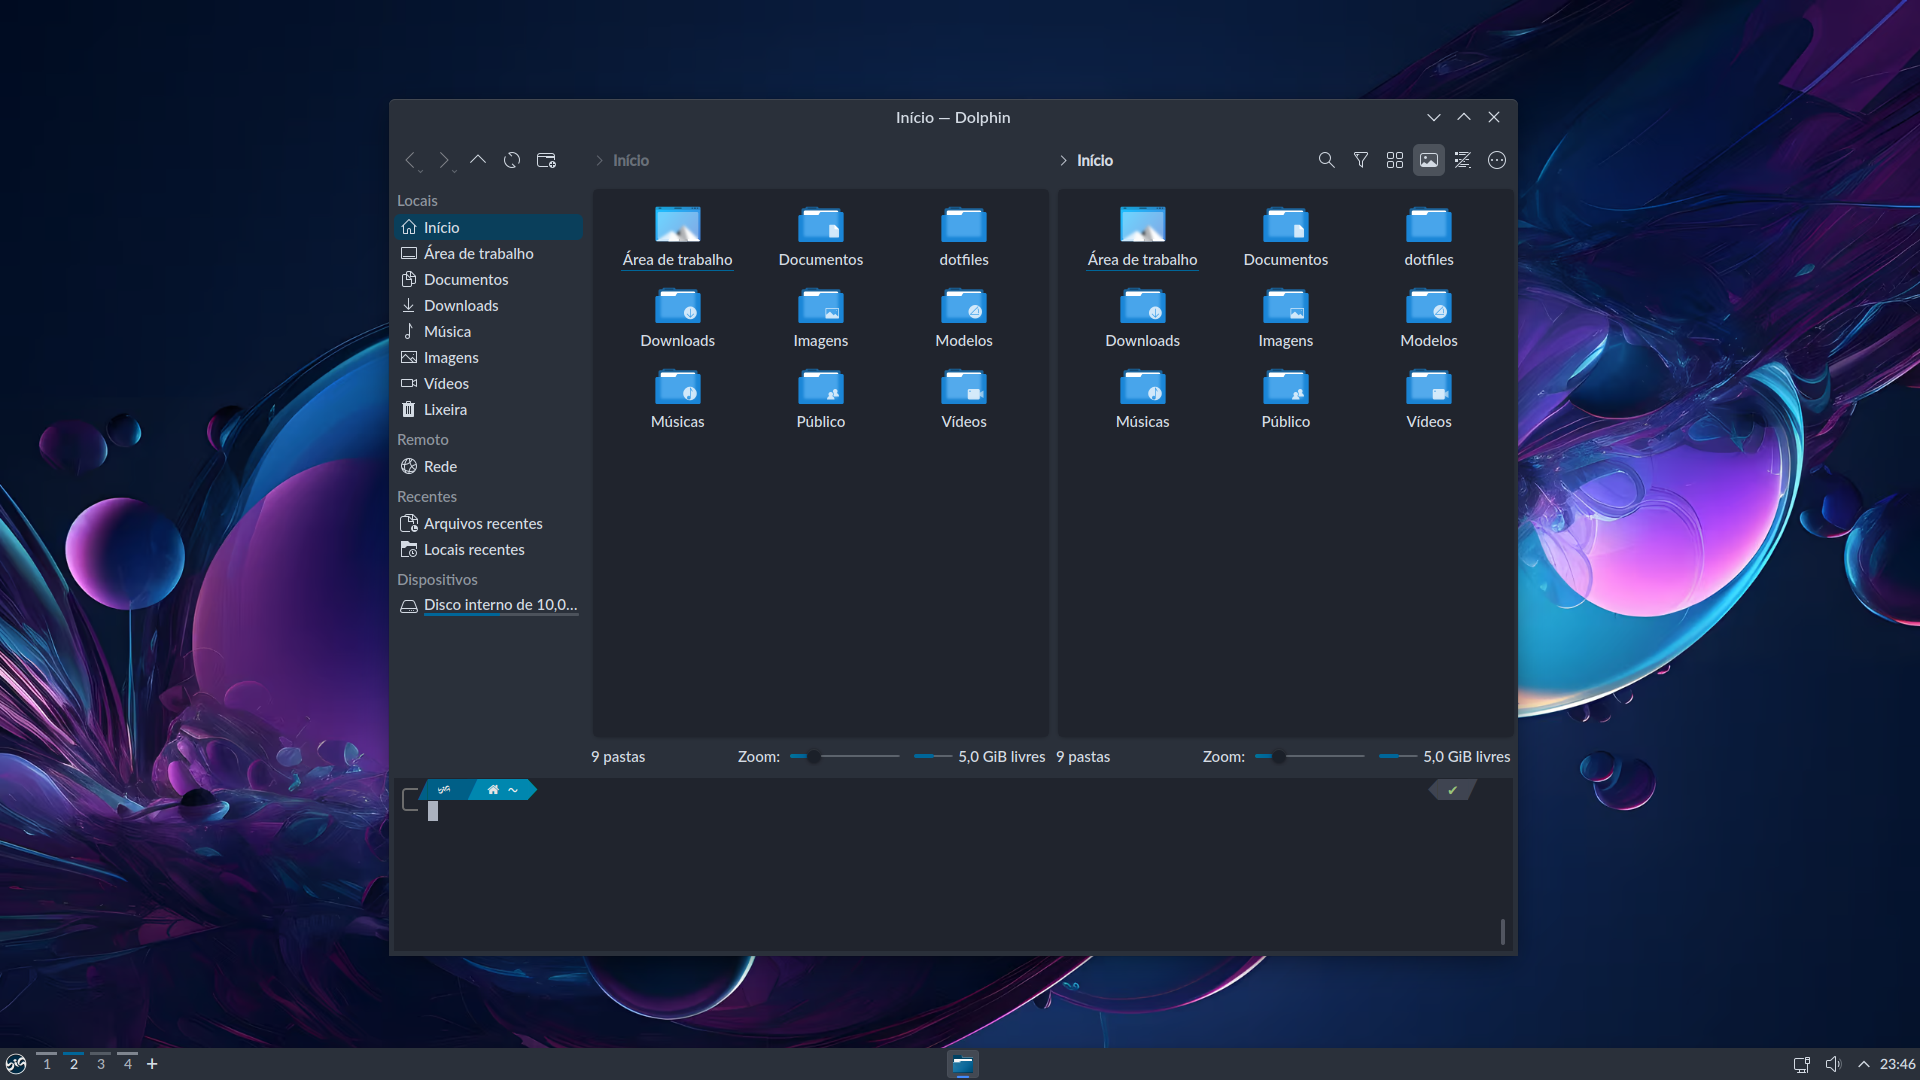 Início — Dolphin
Início
Início
Locais
Início
Área de trabalho
Documentos
Downloads
Música
Imagens
Vídeos
Lixeira
Remoto
Rede
Recentes
Arquivos recentes
Locais recentes
Dispositivos
Disco interno de 10,0...
Área de trabalho Documentos dotfiles
Downloads Imagens Modelos
Músicas Público Vídeos
9 pastas Zoom: 5,0 GiB livres
Área de trabalho Documentos dotfiles
Downloads Imagens Modelos
Músicas Público Vídeos
9 pastas Zoom: 5,0 GiB livres
~ ✔
1 2 3 4 + 23:46